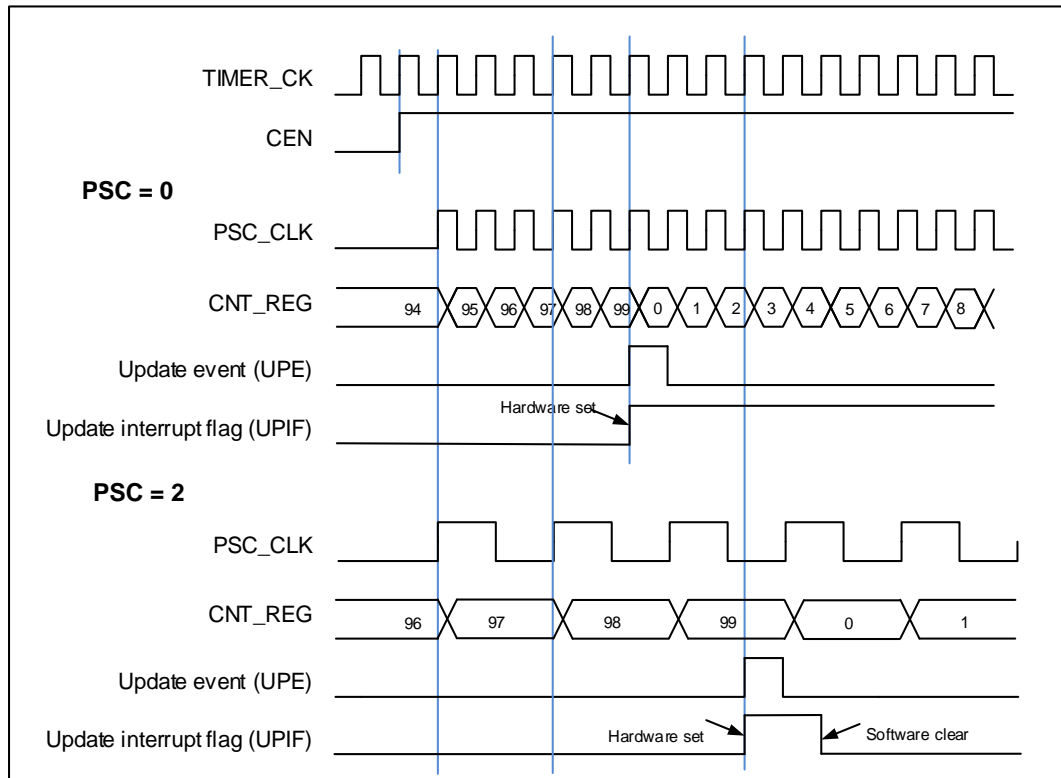 TIMER_CK
CEN
PSC = 0
PSC_CLK
CNT_REG 94 95 96 97 98 99 0 1 2 3 4 5 6 7 8
Update event (UPE)
Hardware set
Update interrupt flag (UPIF)
PSC = 2
PSC_CLK
CNT_REG 96 97 98 99 0 1
Update event (UPE)
Update interrupt flag (UPIF) Hardware set Software clear